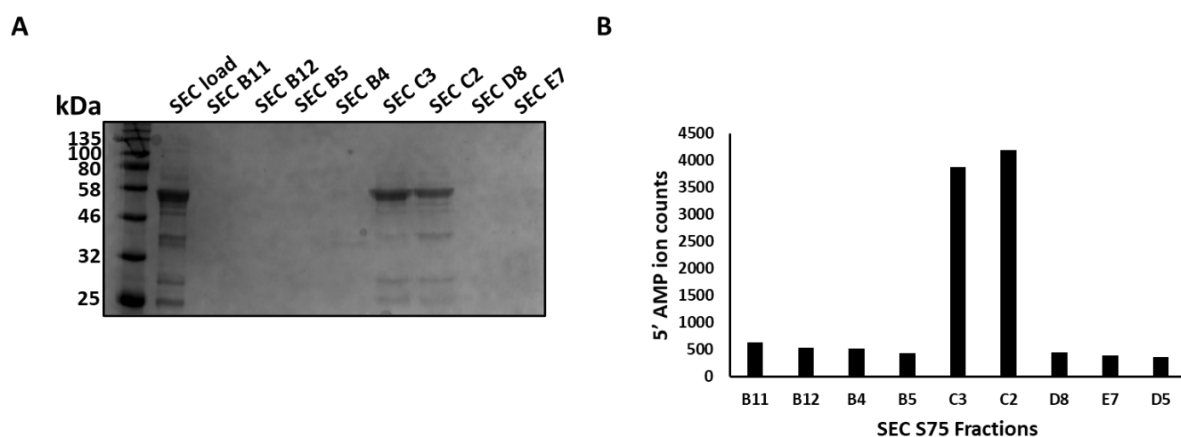 A
kDa
SEC load
SEC B11
SEC B12
SEC B5
SEC B4
SEC C3
SEC C2
SEC D8
SEC E7
135
100
80
58
46
32
25
B
5’ AMP ion counts
4500
4000
3500
3000
2500
2000
1500
1000
500
0
B11 B12 B4 B5 C3 C2 D8 E7 D5
SEC S75 Fractions